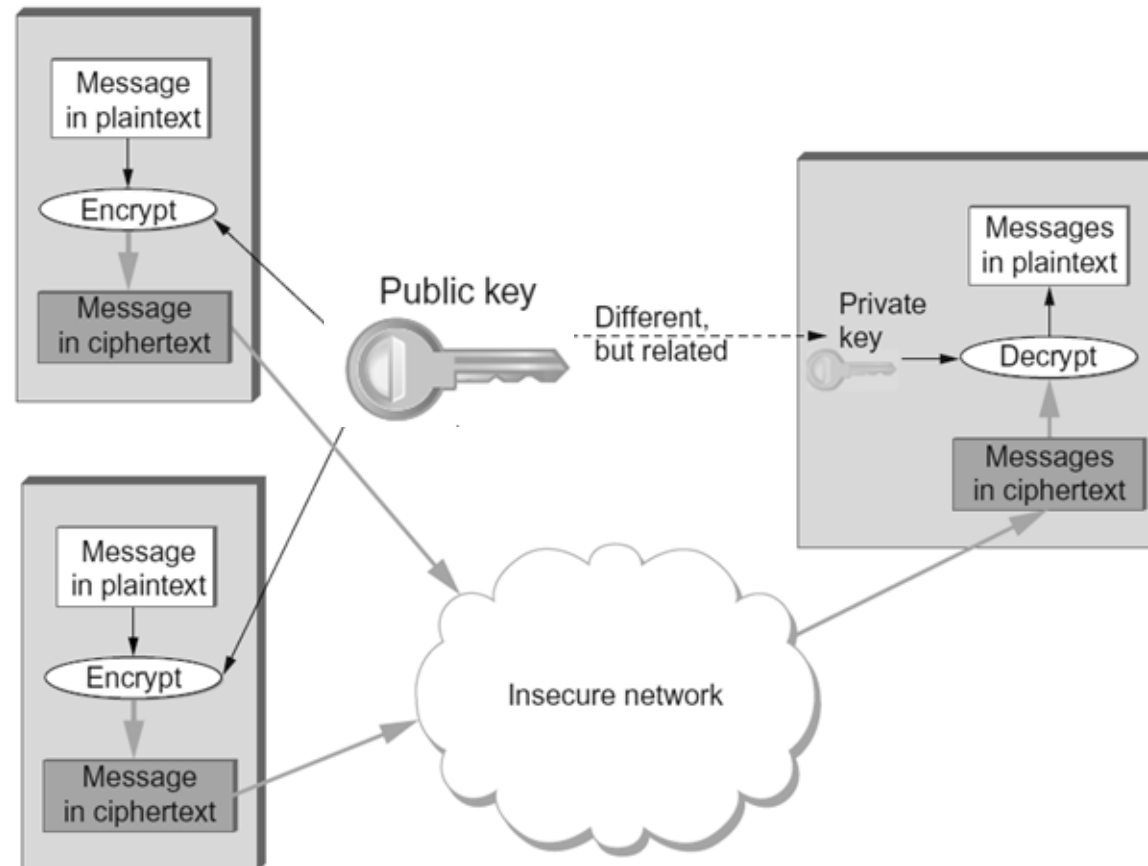 Message
in plaintext
Encrypt
Message
in ciphertext
Public key
Different,
but related
Private
key
Messages
in plaintext
Decrypt
Messages
in ciphertext
Message
in plaintext
Encrypt
Message
in ciphertext
Insecure network